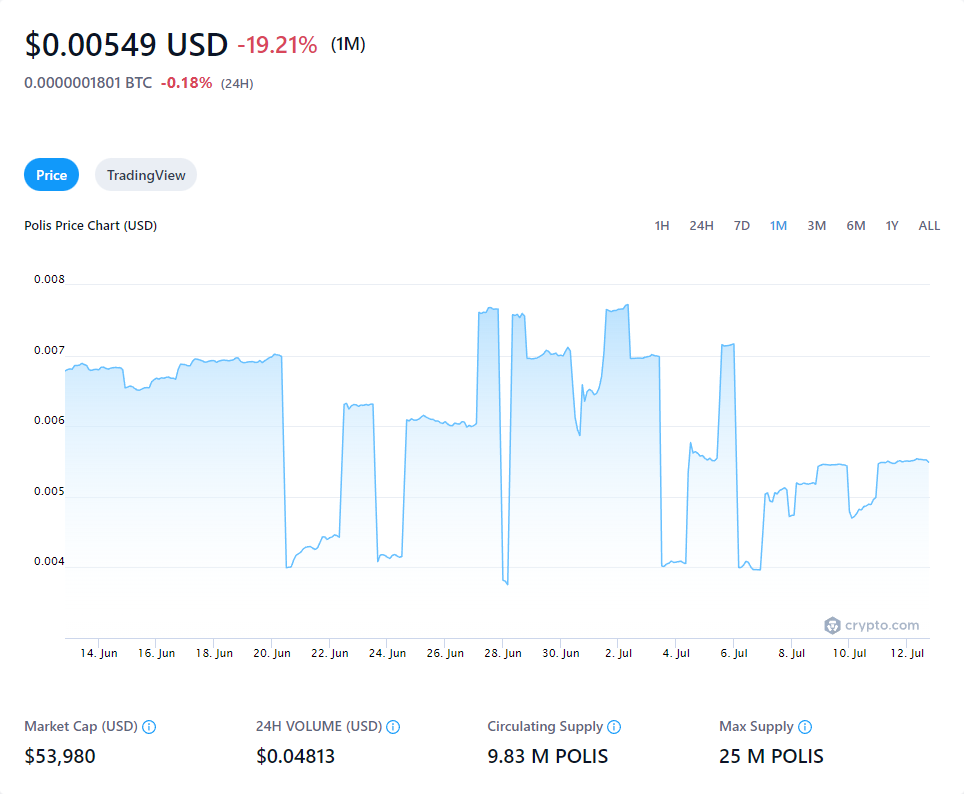 $0.00549 USD -19.21% (1M)
0.0000001801 BTC -0.18% (24H)
Price TradingView
Polis Price Chart (USD) 1H 24H 7D 1M 3M 6M 1Y ALL
0.008
0.007
0.006
0.005
0.004
crypto.com
14. Jun 16. Jun 18. Jun 20. Jun 22. Jun 24. Jun 26. Jun 28. Jun 30. Jun 2. Jul 4. Jul 6. Jul 8. Jul 10. Jul 12. Jul
Market Cap (USD) 24H VOLUME (USD) Circulating Supply Max Supply
$53,980 $0.04813 9.83 M POLIS 25 M POLIS